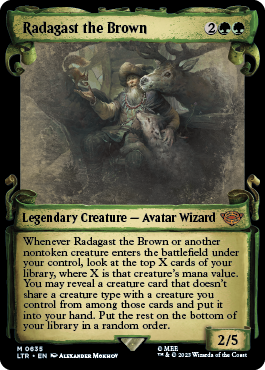 Radagast the Brown 2
Legendary Creature — Avatar Wizard
Whenever Radagast the Brown or another
nontoken creature enters the battlefield under
your control, look at the top X cards of your
library, where X is that creature's mana value.
You may reveal a creature card that doesn't
share a creature type with a creature you
control from among those cards and put it
into your hand. Put the rest on the bottom of
your library in a random order.
2/5
M 0635 © MEE
LTR • EN Alexander Mokhov ™ & © 2023 Wizards of the Coast